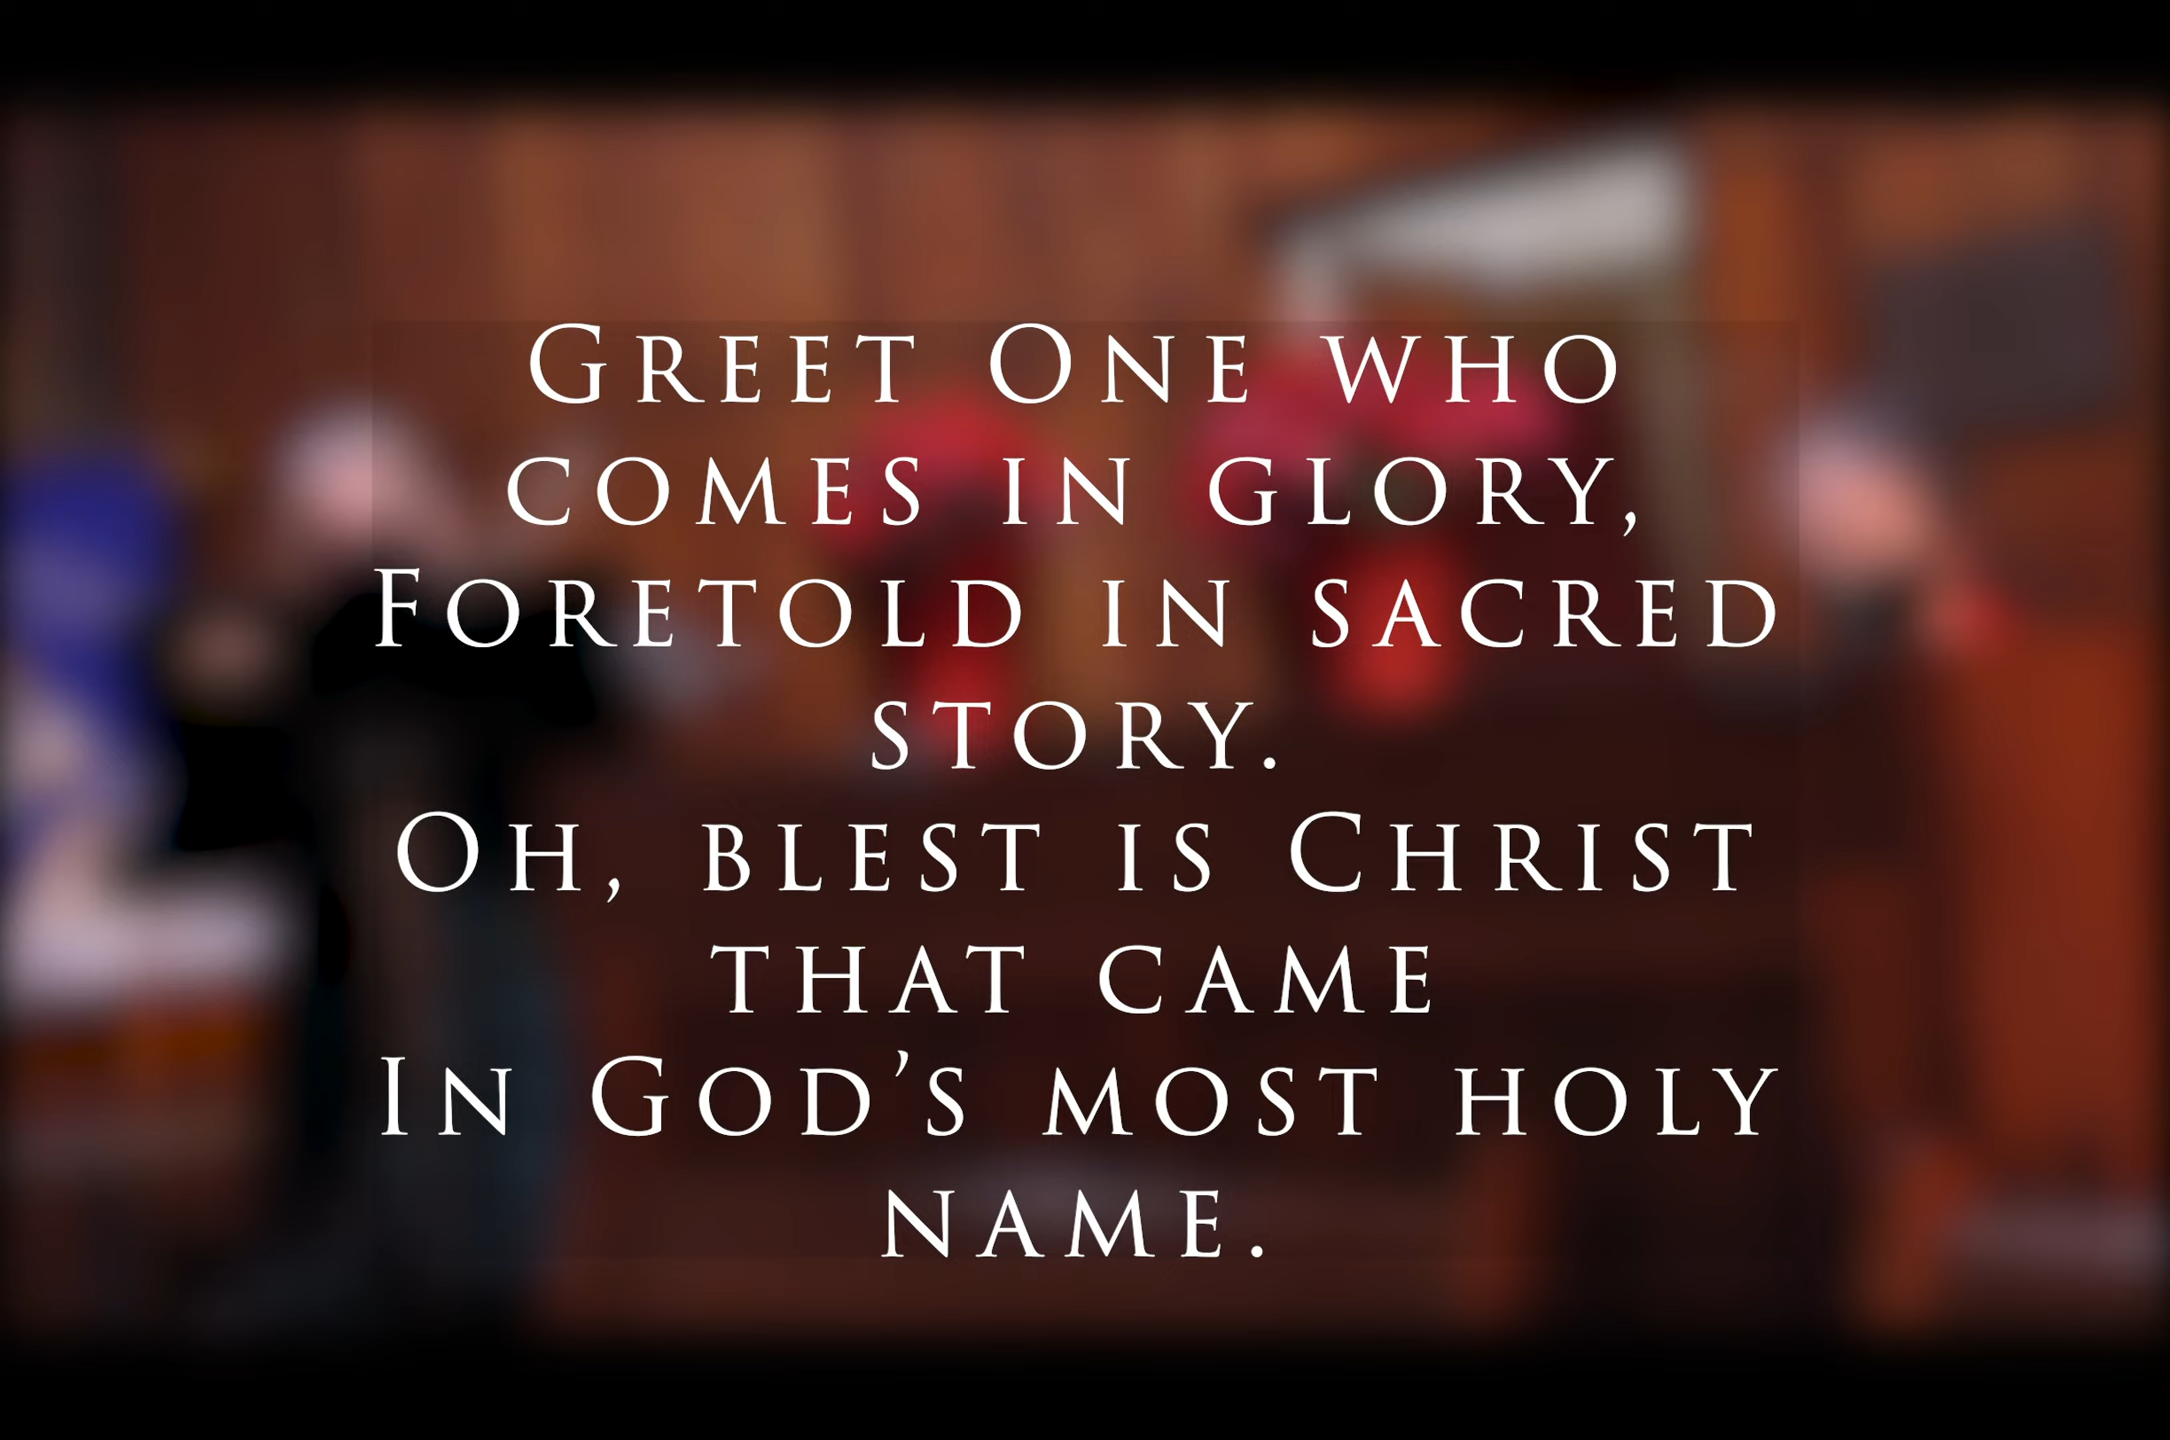 Greet One who
comes in glory,
Foretold in sacred
story.
Oh, blest is Christ
that came
In God’s most holy
name.